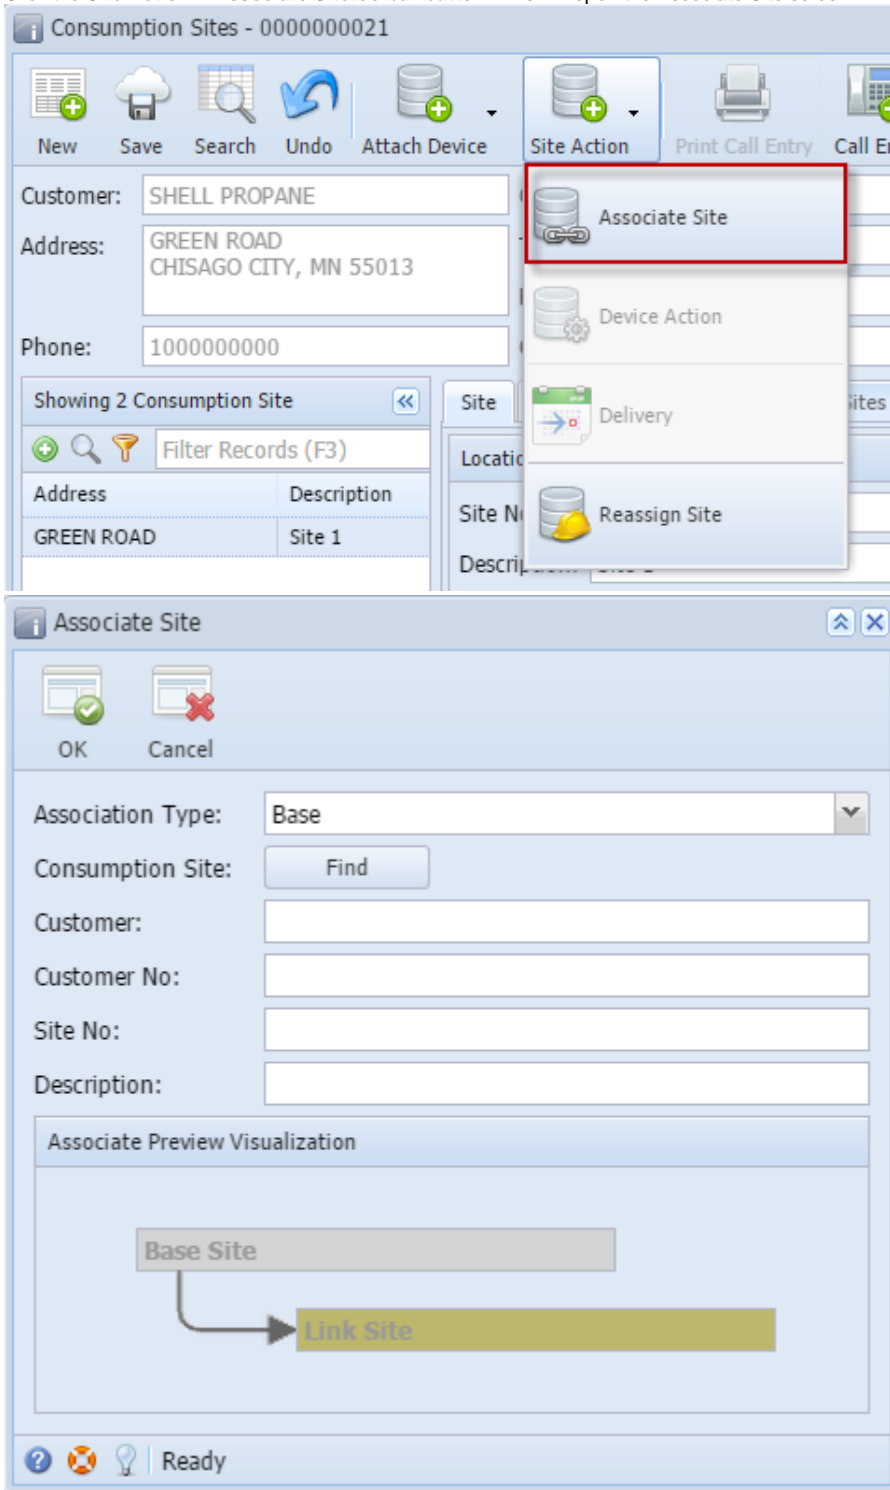 Consumption Sites - 0000000021
New Save Search Undo Attach Device Site Action Print Call Entry Call
Customer: SHELL PROPANE
Associate Site
Address: GREEN ROAD
CHISAGO CITY, MN 55013
Device Action
Phone: 1000000000
Showing 2 Consumption Site Site
Delivery
Filter Records (F3)
Address Description
Site
Reassign Site
GREEN ROAD Site 1
Associate Site
OK Cancel
Association Type: Base
Consumption Site: Find
Customer:
Customer No:
Site No:
Description:
Associate Preview Visualization
Base Site
Link Site
Ready